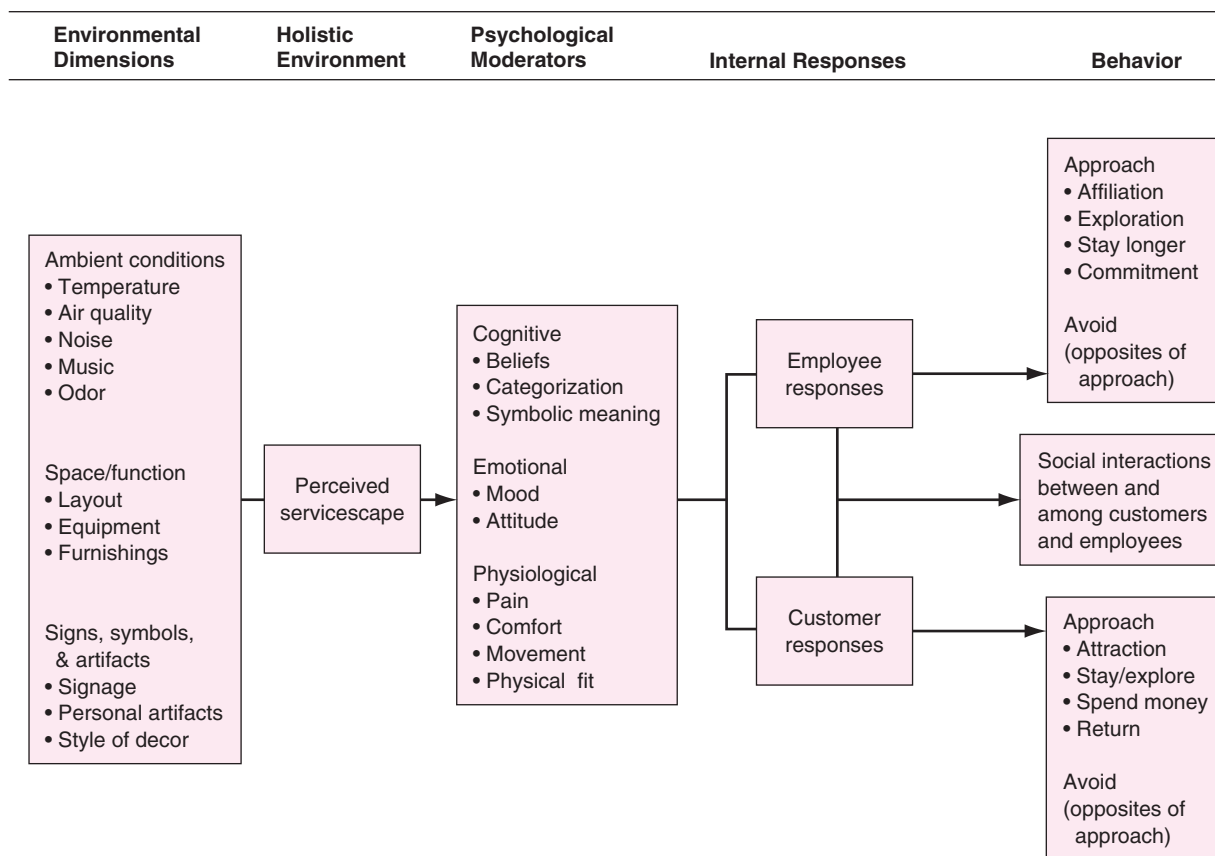 Environmental
Dimensions
Holistic
Environment
Psychological
Moderators
Internal Responses
Behavior
Ambient conditions
• Temperature
• Air quality
• Noise
• Music
• Odor
Space/function
• Layout
• Equipment
• Furnishings
Signs, symbols,
& artifacts
• Signage
• Personal artifacts
• Style of decor
Perceived
servicescape
Cognitive
• Beliefs
• Categorization
• Symbolic meaning
Emotional
• Mood
• Attitude
Physiological
• Pain
• Comfort
• Movement
• Physical fit
Employee
responses
Customer
responses
Approach
• Affiliation
• Exploration
• Stay longer
• Commitment
Avoid
(opposites of
approach)
Social interactions
between and
among customers
and employees
Approach
• Attraction
• Stay/explore
• Spend money
• Return
Avoid
(opposites of
approach)